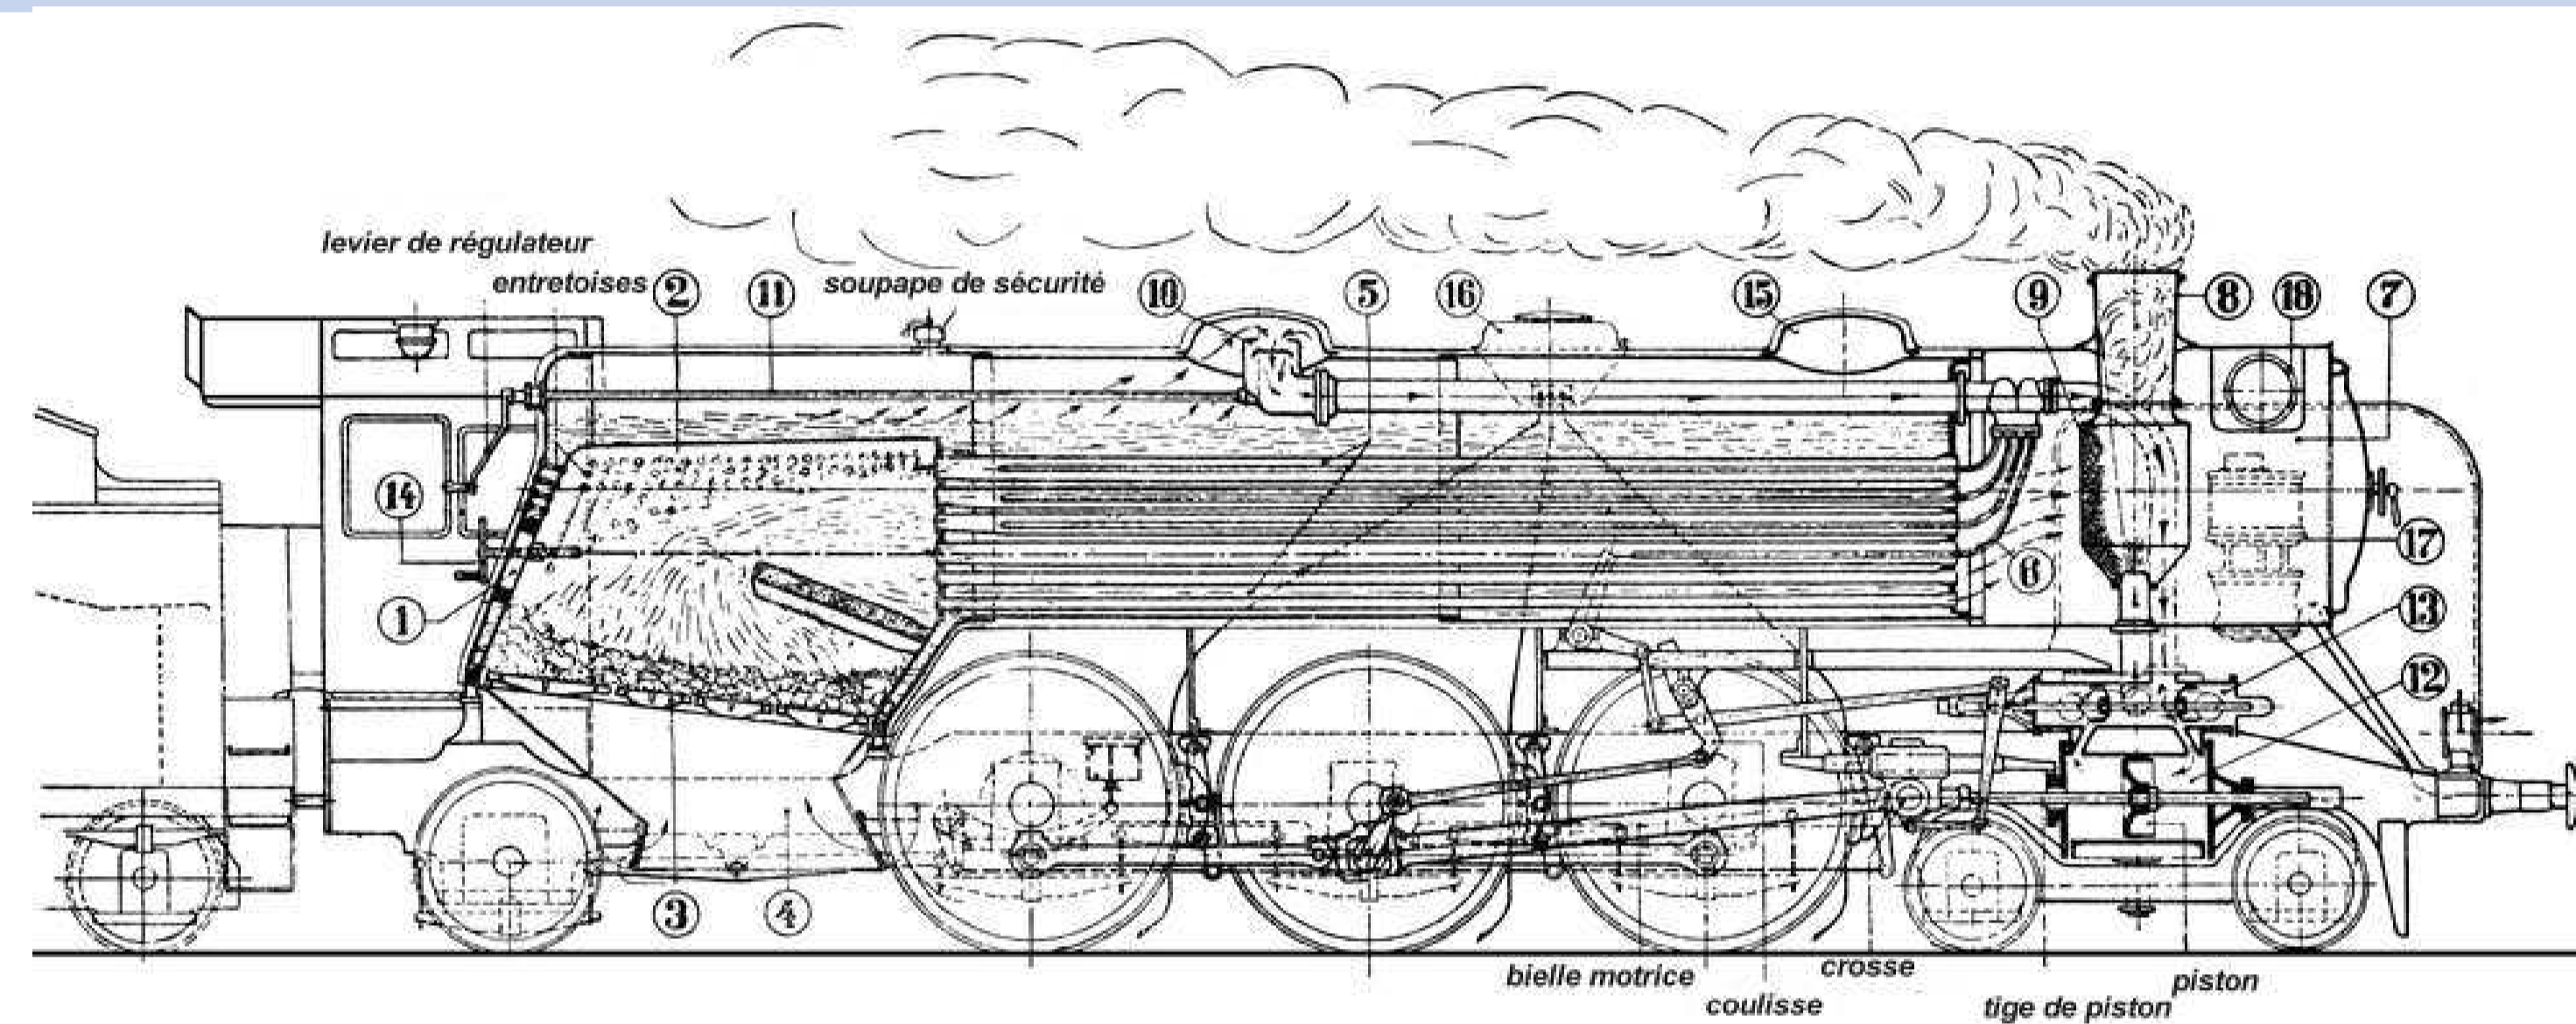 levier de régulateur
entretoises 2 11 soupape de sécurité 10 5 16 15 9 8 18 7
14
17
6
1
13
12
3 4
bielle motrice
crosse
coulisse
piston
tige de piston